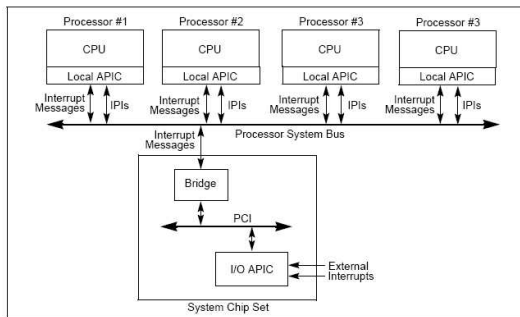 Processor #1
Processor #2
Processor #3
Processor #3
CPU
CPU
CPU
CPU
Local APIC
Local APIC
Local APIC
Local APIC
Interrupt
Messages
IPIs
Interrupt
Messages
IPIs
Interrupt
Messages
IPIs
Interrupt
Messages
IPIs
Interrupt
Messages
Processor System Bus
Bridge
PCI
I/O APIC
External
Interrupts
System Chip Set